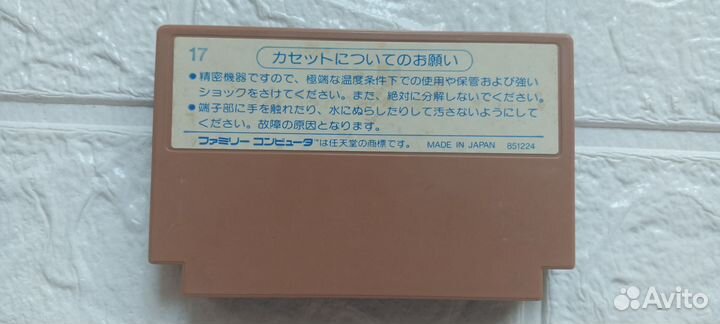 17
カセットについてのお願い
●精密機器ですので、極端な温度条件下での使用や保管および強い
ショックをさけてください。また、絶対に分解しないでください。
●端子部に手を触れたり、水にぬらしたりして汚さないようにして
ください。故障の原因となります。
ファミリー コンピュータ™は任天堂の商標です。 MADE IN JAPAN 851224
Avito